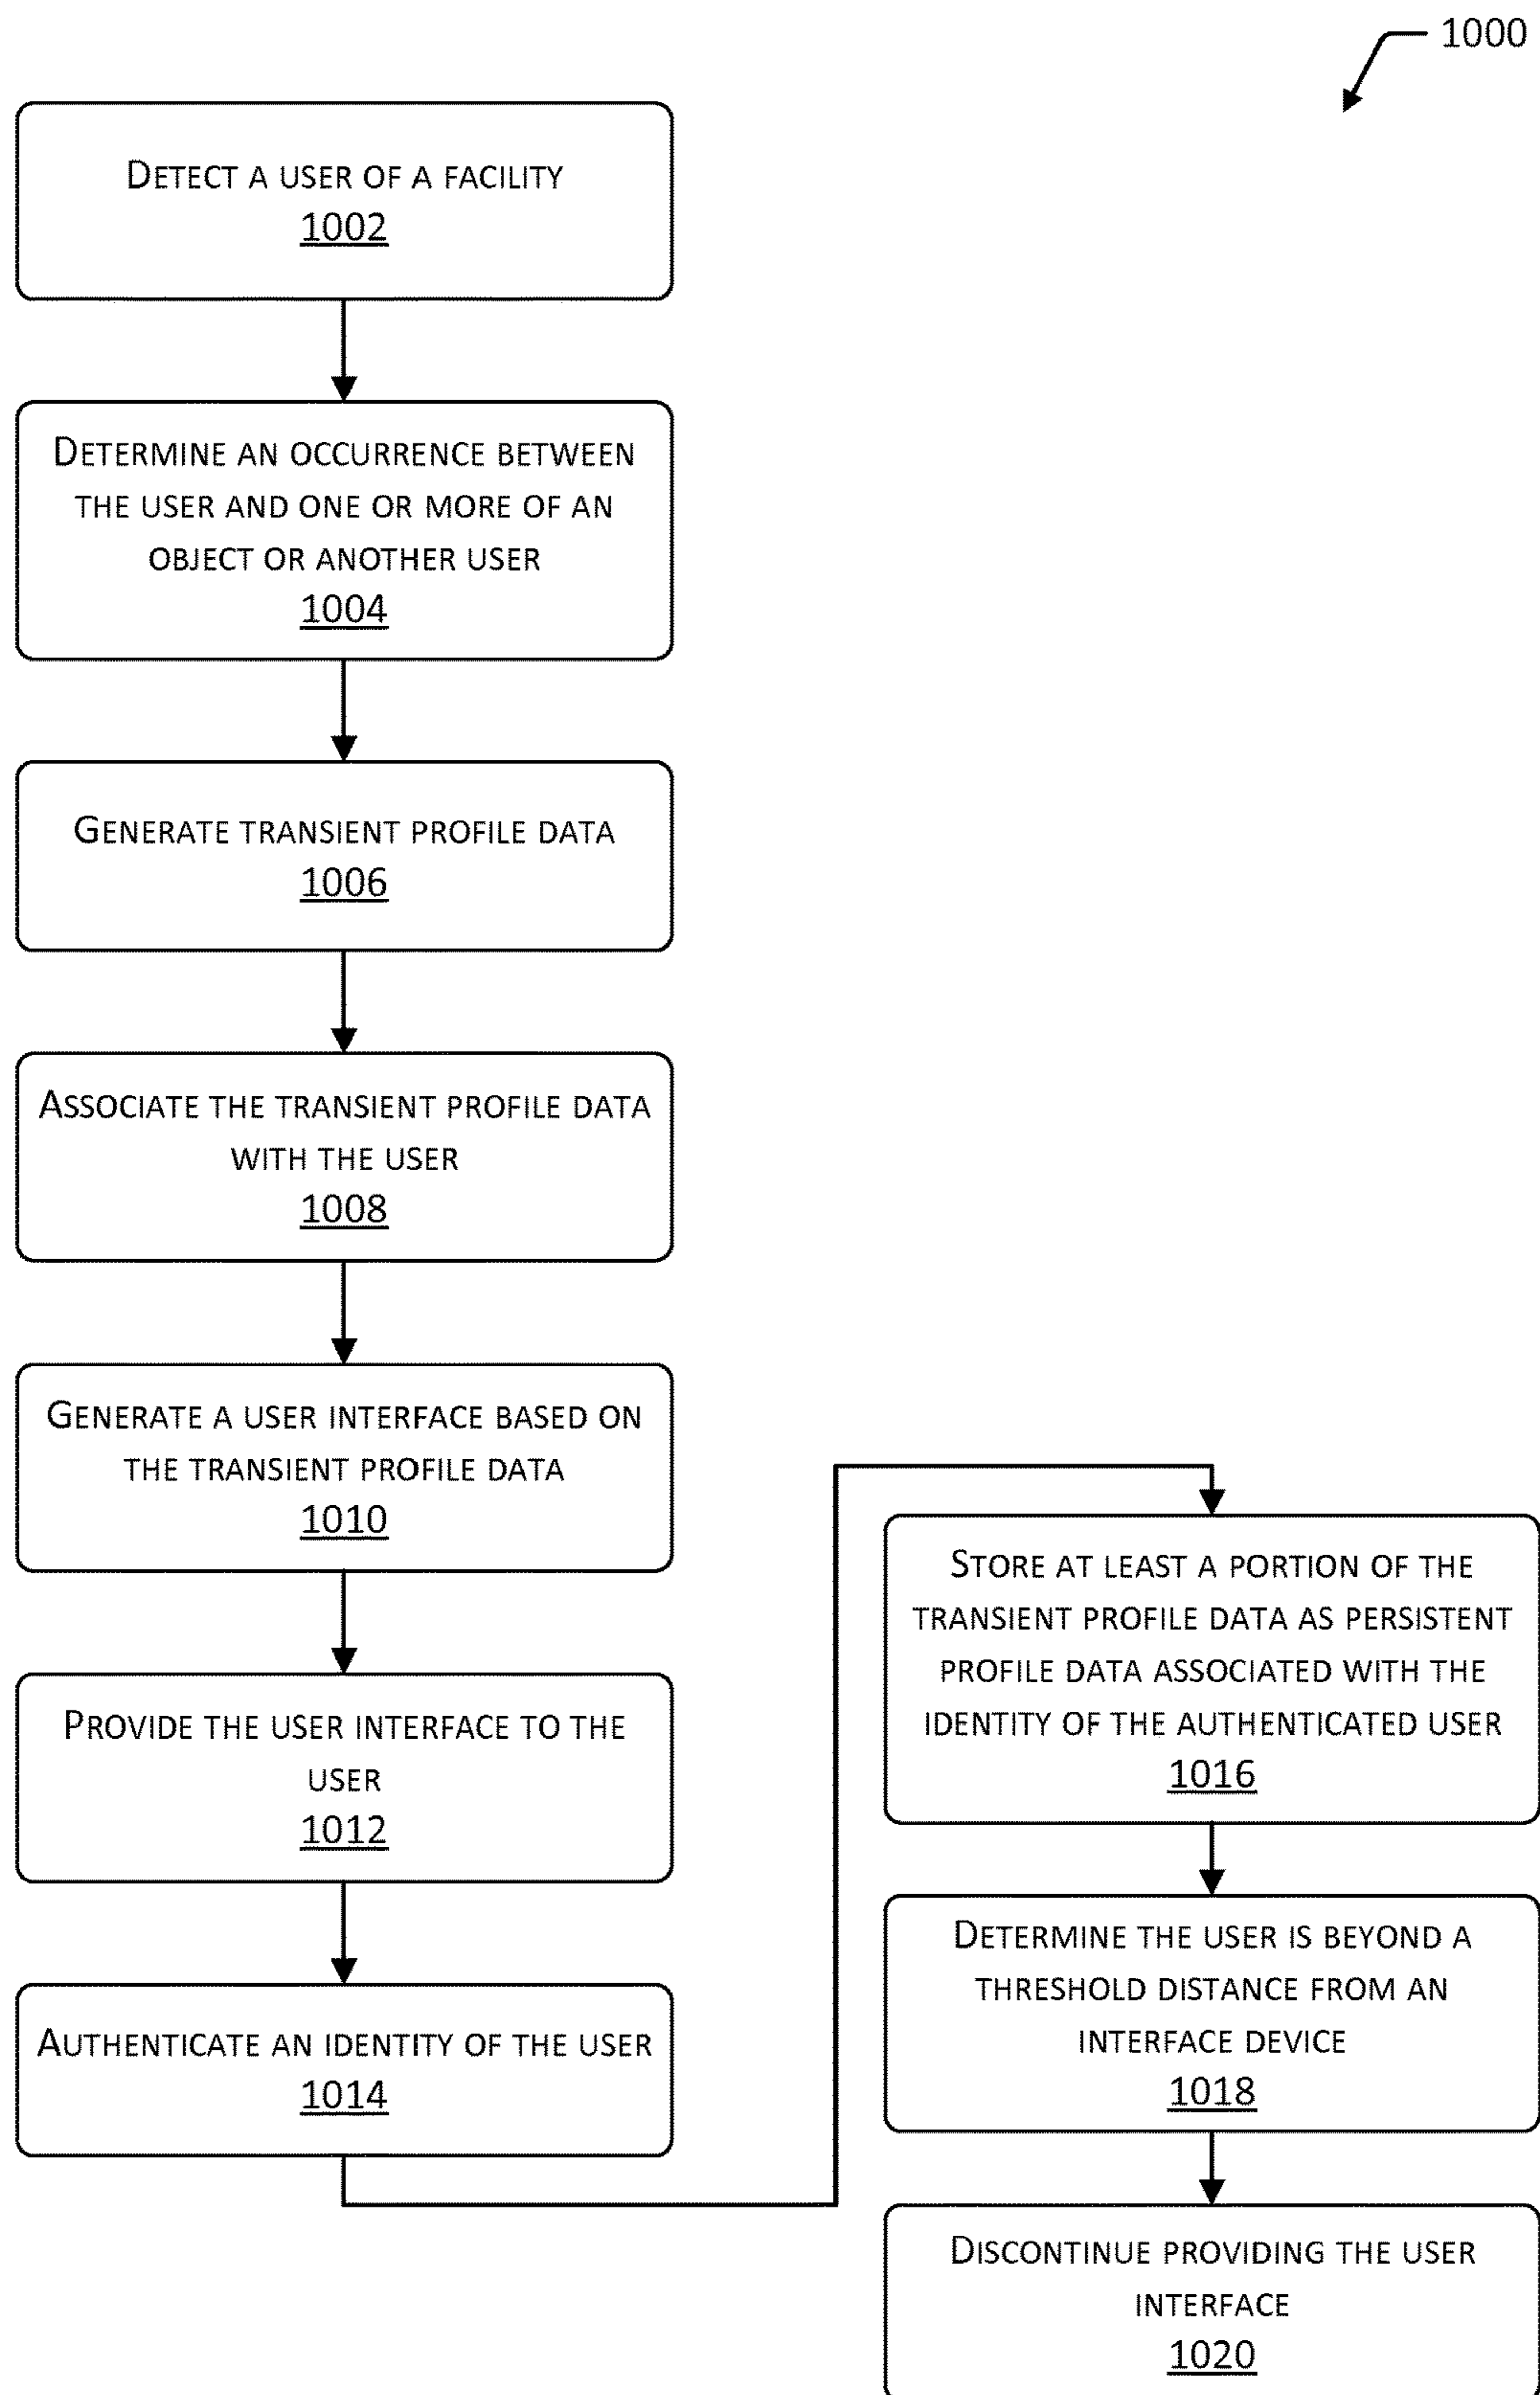 1000
DETECT A USER OF A FACILITY
1002
DETERMINE AN OCCURRENCE BETWEEN
THE USER AND ONE OR MORE OF AN
OBJECT OR ANOTHER USER
1004
GENERATE TRANSIENT PROFILE DATA
1006
ASSOCIATE THE TRANSIENT PROFILE DATA
WITH THE USER
1008
GENERATE A USER INTERFACE BASED ON
THE TRANSIENT PROFILE DATA
1010
PROVIDE THE USER INTERFACE TO THE
USER
1012
AUTHENTICATE AN IDENTITY OF THE USER
1014
STORE AT LEAST A PORTION OF THE
TRANSIENT PROFILE DATA AS PERSISTENT
PROFILE DATA ASSOCIATED WITH THE
IDENTITY OF THE AUTHENTICATED USER
1016
DETERMINE THE USER IS BEYOND A
THRESHOLD DISTANCE FROM AN
INTERFACE DEVICE
1018
DISCONTINUE PROVIDING THE USER
INTERFACE
1020